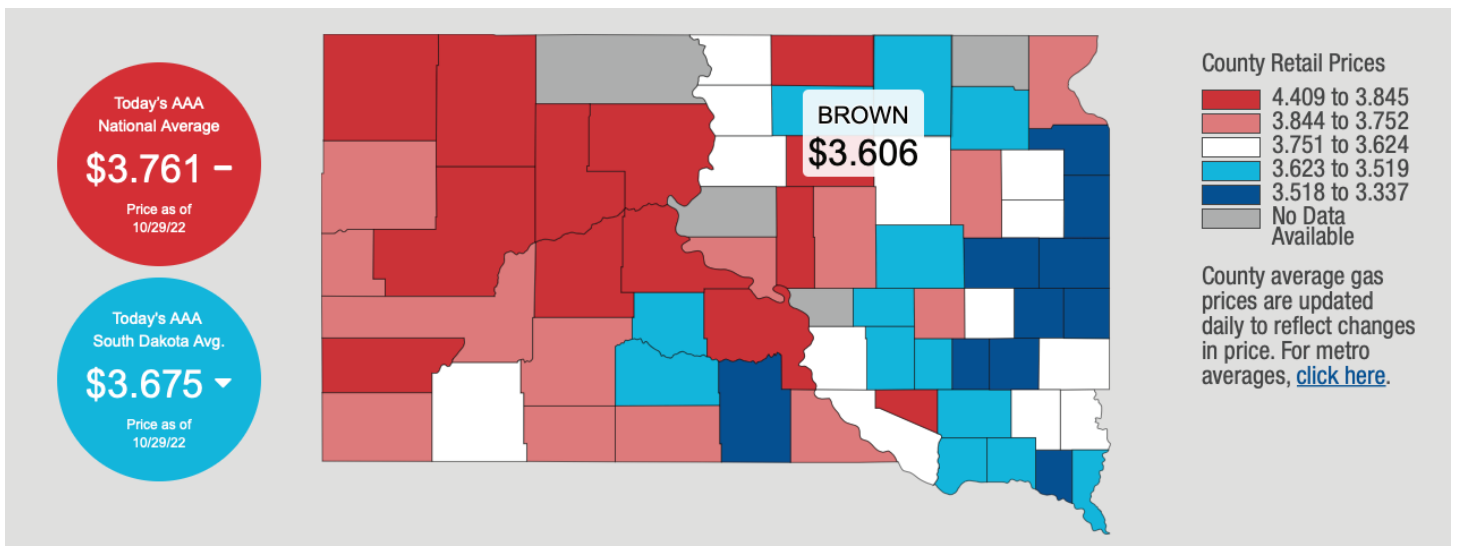 Today's AAA
National Average
$3.761 –
Price as of
10/29/22
Today's AAA
South Dakota Avg.
$3.675
Price as of
10/29/22
BROWN
$3.606
County Retail Prices
4.409 to 3.845
3.844 to 3.752
3.751 to 3.624
3.623 to 3.519
3.518 to 3.337
No Data
Available
County average gas
prices are updated
daily to reflect changes
in price. For metro
averages, click here.